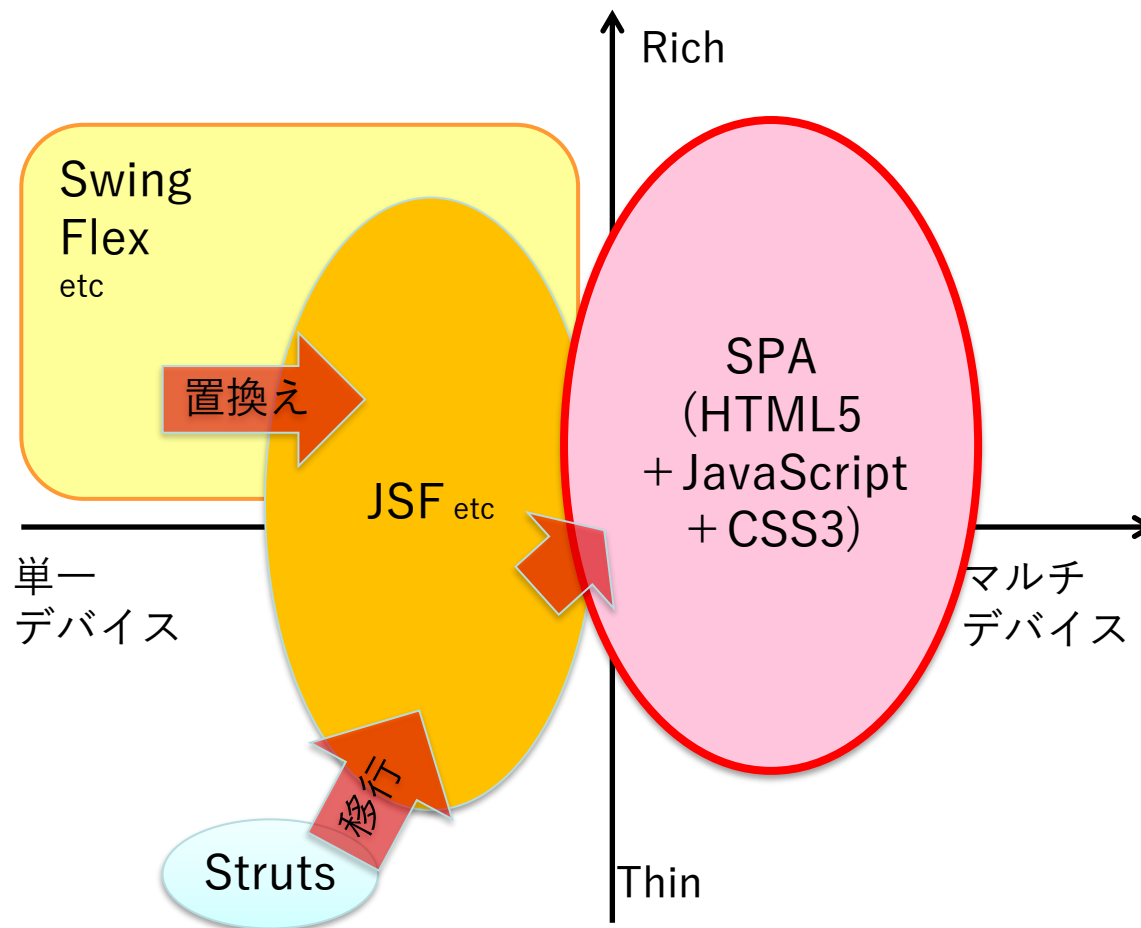 Rich
Swing
Flex
etc
置換え
JSF etc
SPA
(HTML5
＋JavaScript
＋CSS3)
単一
デバイス
マルチ
デバイス
移行
Struts
Thin